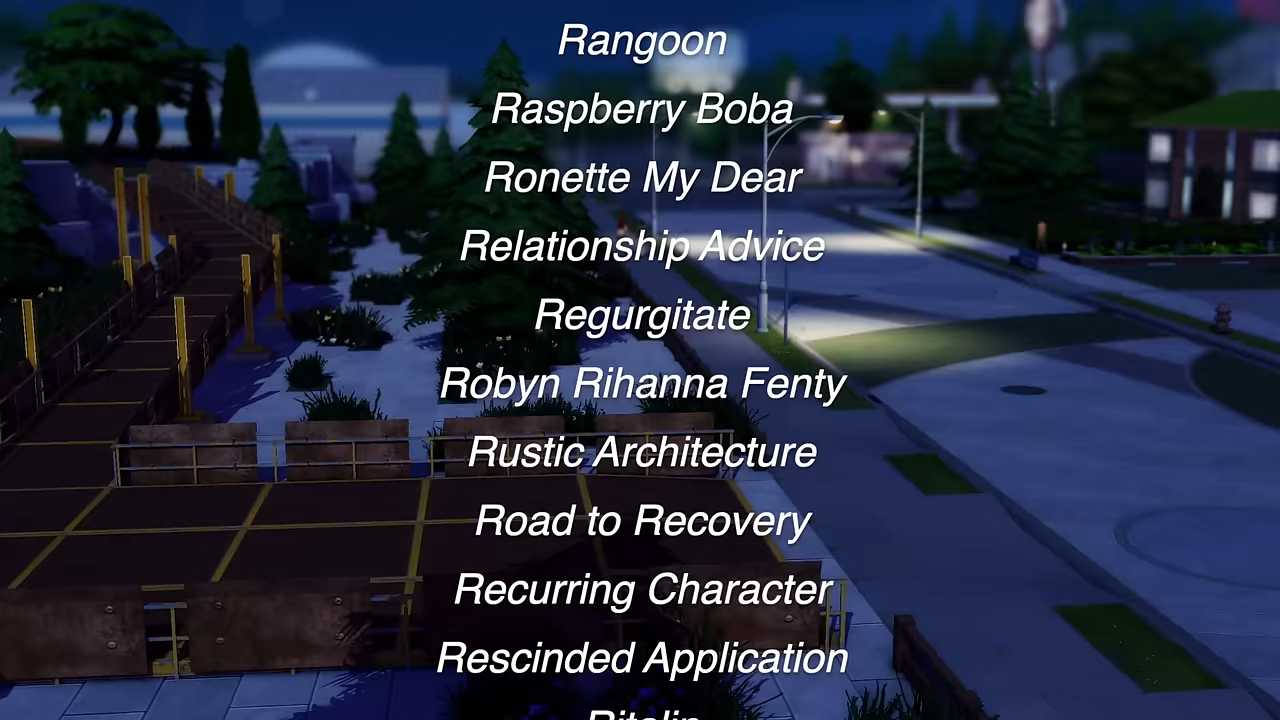 Rangoon
Raspberry Boba
Ronette My Dear
Relationship Advice
Regurgitate
Robyn Rihanna Fenty
Rustic Architecture
Road to Recovery
Recurring Character
Rescinded Application
Ritalin